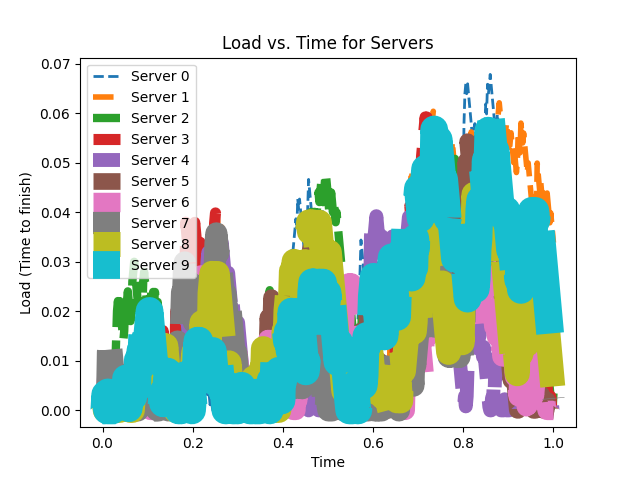 Load vs. Time for Servers
Load (Time to finish)
0.07
0.06
0.05
0.04
0.03
0.02
0.01
0.00
Server 0
Server 1
Server 2
Server 3
Server 4
Server 5
Server 6
Server 7
Server 8
Server 9
0.0 0.2 0.4 0.6 0.8 1.0
Time